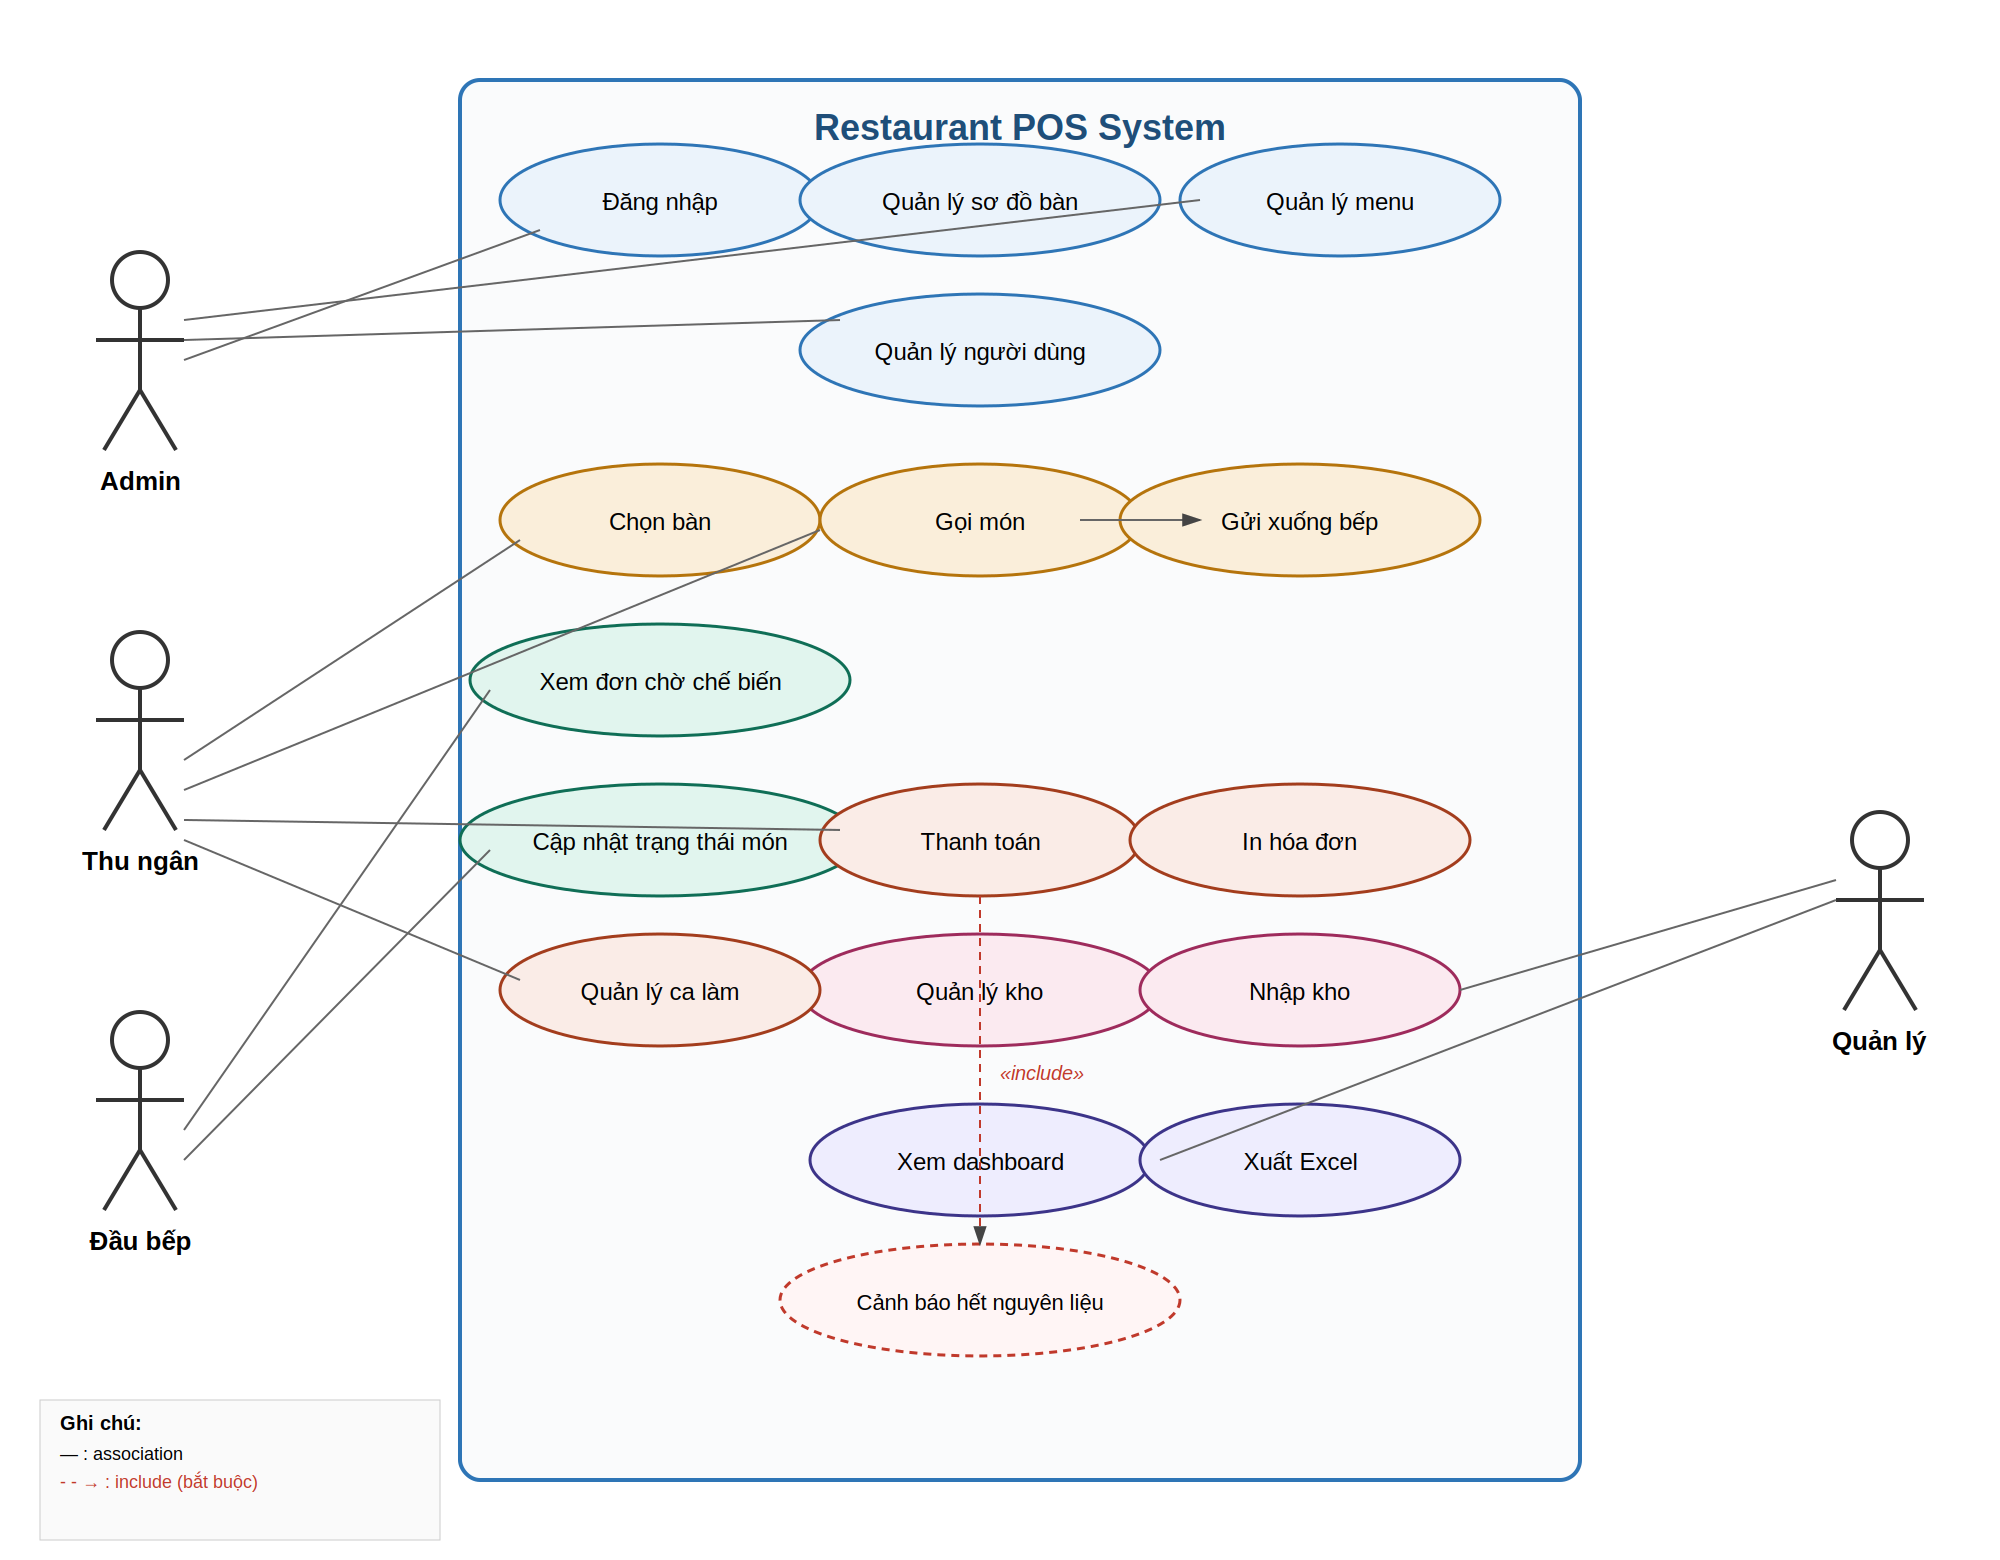 Restaurant POS System
Đăng nhập
Quản lý sơ đồ bàn
Quản lý menu
Quản lý người dùng
Admin
Chọn bàn
Gọi món
Gửi xuống bếp
Xem đơn chờ chế biến
Thu ngân
Cập nhật trạng thái món
Thanh toán
In hóa đơn
Quản lý ca làm
Quản lý kho
Nhập kho
Quản lý
«include»
Xem dashboard
Xuất Excel
Đầu bếp
Cảnh báo hết nguyên liệu
Ghi chú:
— : association
- - → : include (bắt buộc)